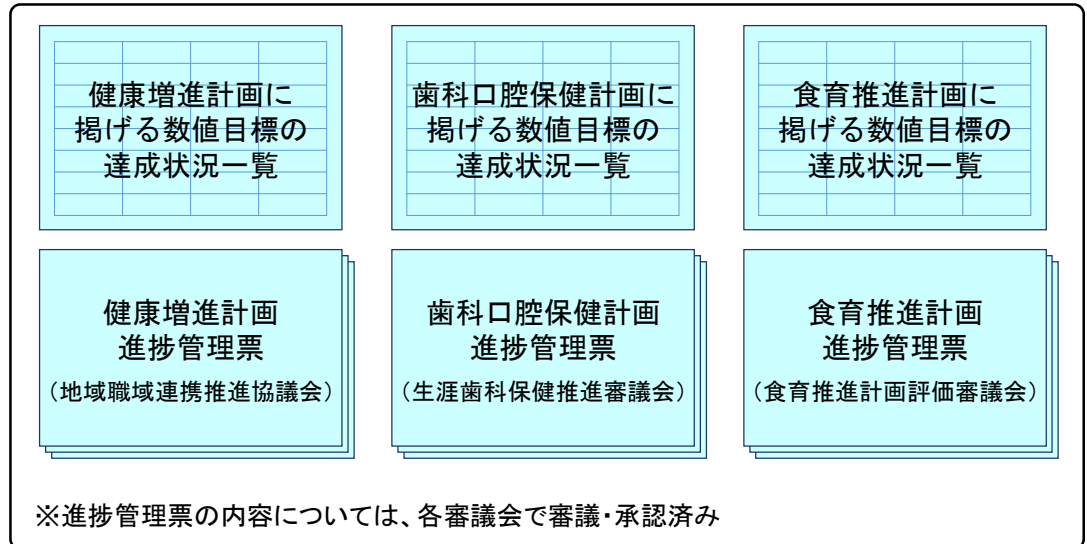 健康増進計画に
掲げる数値目標の
達成状況一覧
歯科口腔保健計画に
掲げる数値目標の
達成状況一覧
食育推進計画に
掲げる数値目標の
達成状況一覧
健康増進計画
進捗管理票
（地域職域連携推進協議会）
歯科口腔保健計画
進捗管理票
（生涯歯科保健推進審議会）
食育推進計画
進捗管理票
（食育推進計画評価審議会）
※進捗管理票の内容については、各審議会で審議・承認済み